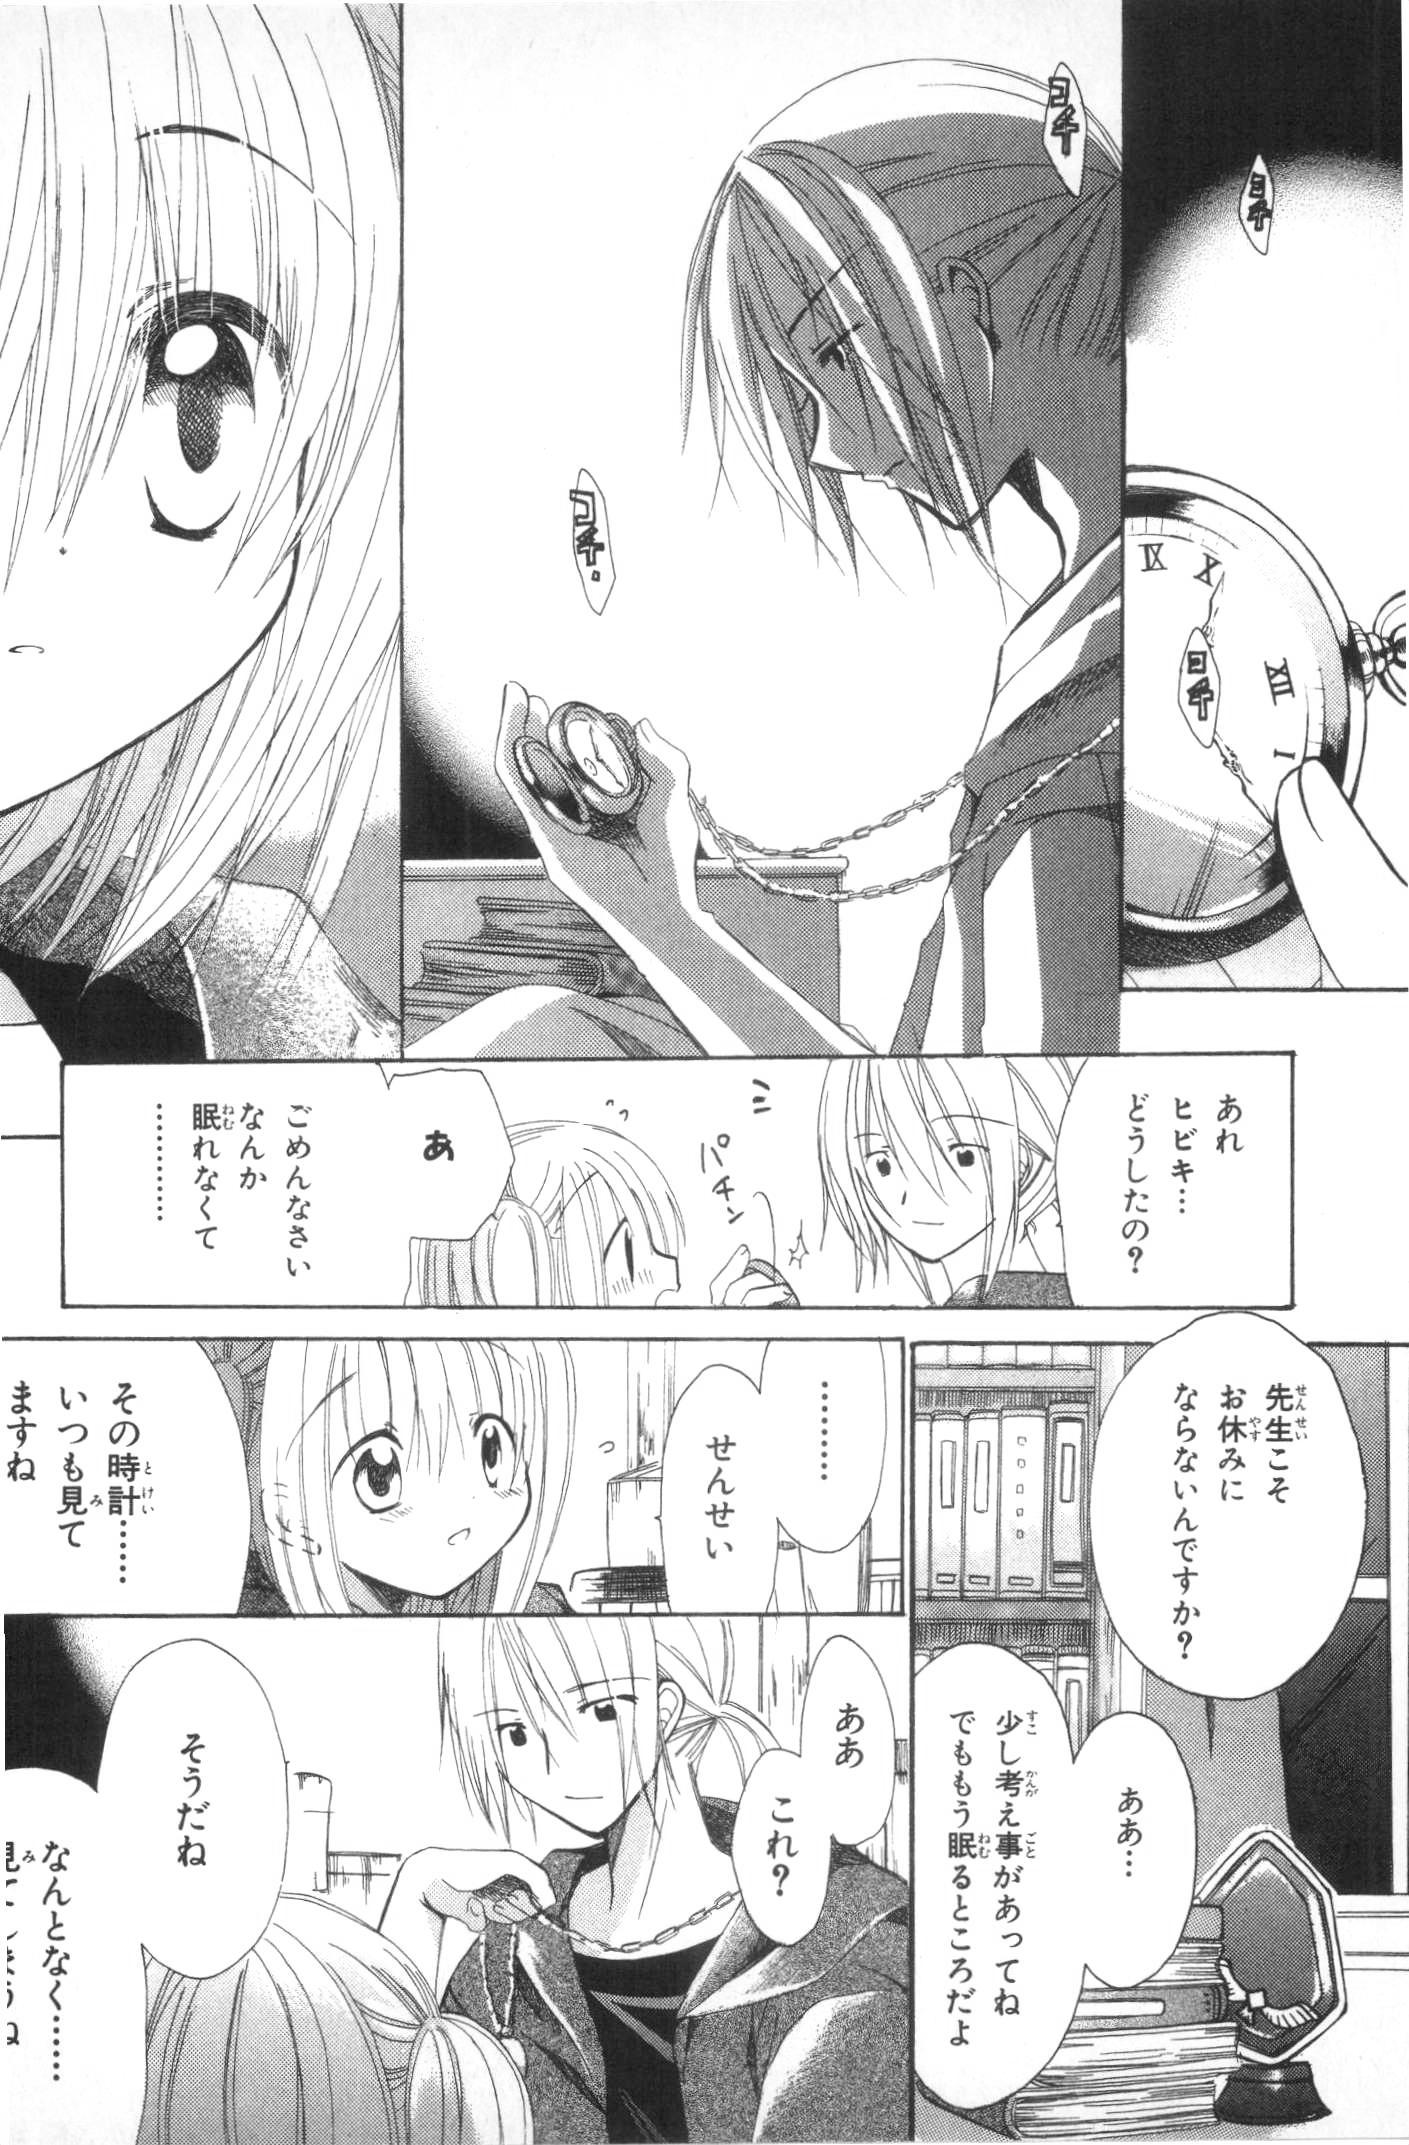 コチ
コチ
コチ
コチ
IX
X
XII
I
あれ
ヒビキ…
どうしたの?
パチン
あ
ごめんなさい
なんか
眠れなくて
…………
先生こそ
お休みに
ならないんですか?
ああ…
少し考え事があってね
でももう眠るところだよ
………
せんせい
その時計……
いつも見て
ますね
ああ
これ?
そうだね
なんとなく……